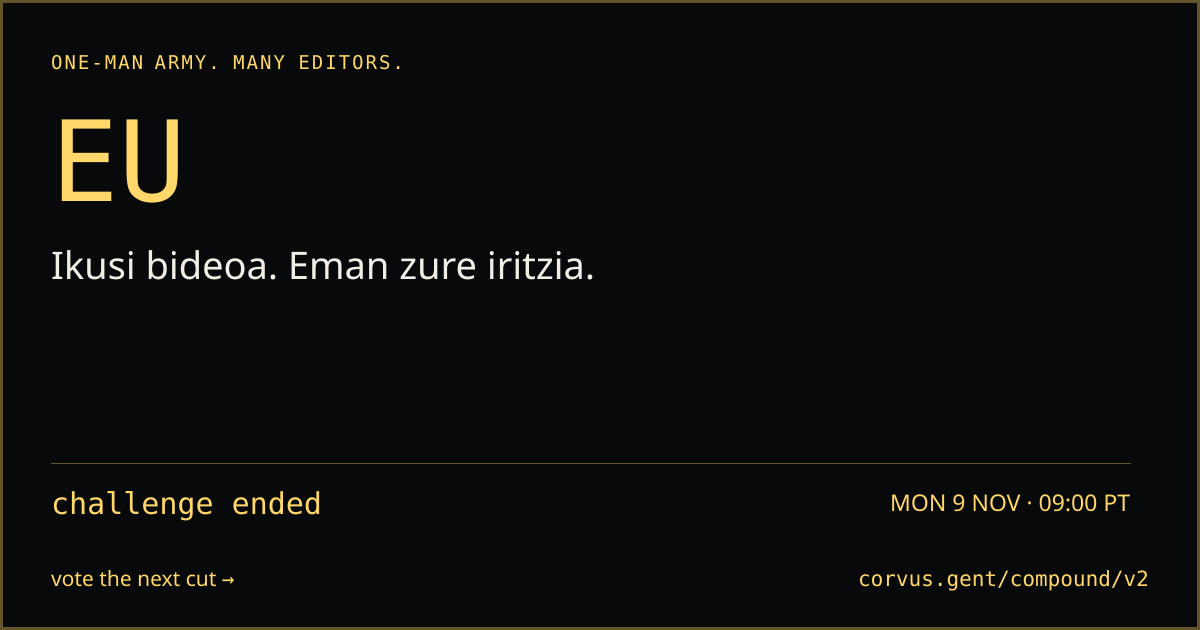 ONE-MAN ARMY. MANY EDITORS.
EU
Ikusi bideoa. Eman zure iritzia.
challenge ended
MON 9 NOV · 09:00 PT
vote the next cut →
corvus.gent/compound/v2